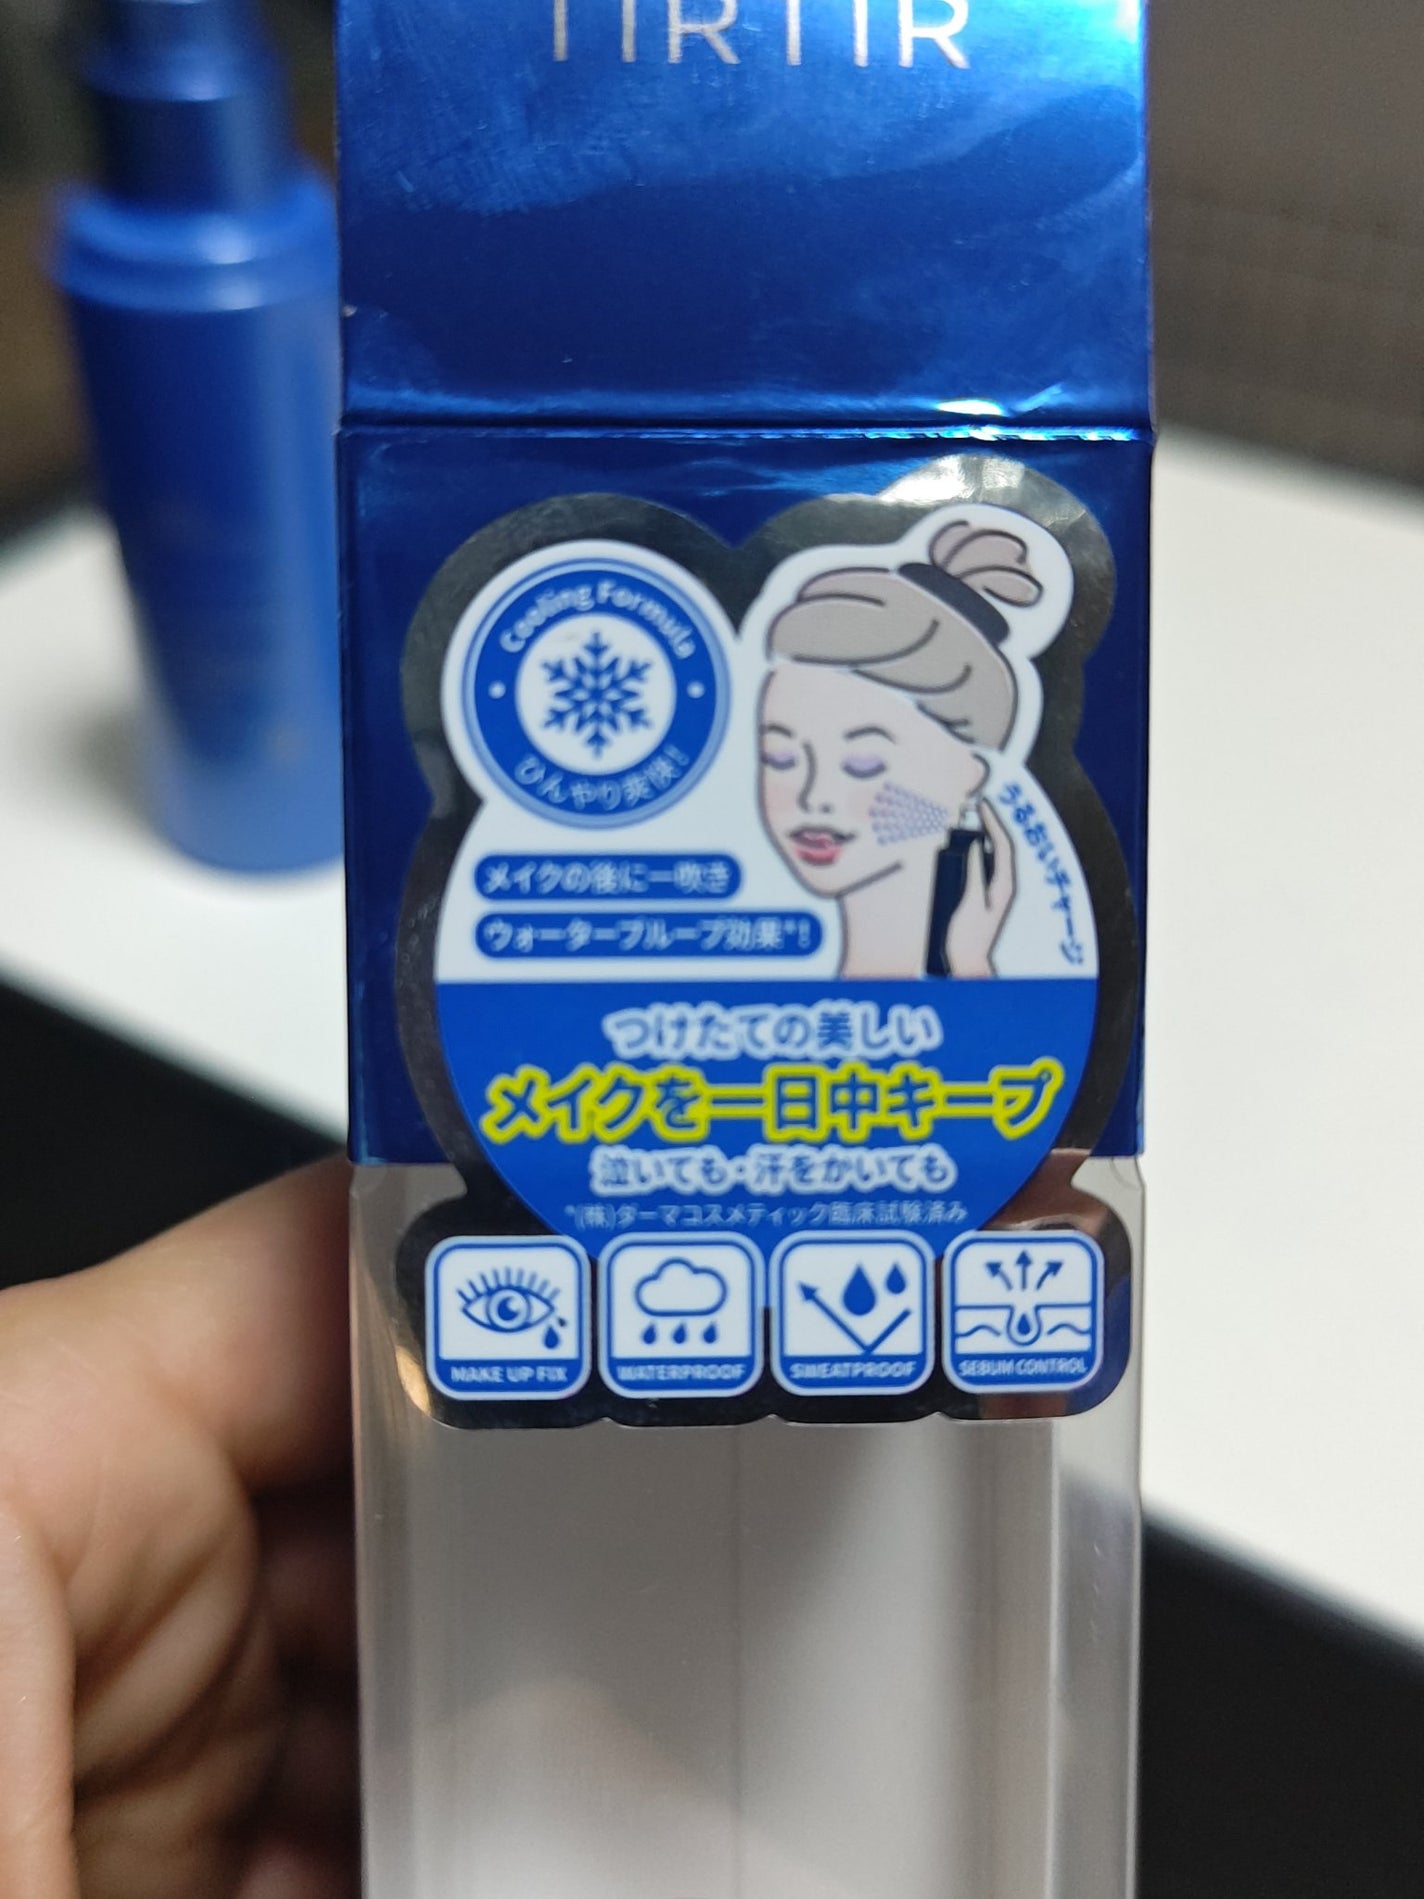 TIRTIR
Cooling Formula
ひんやり爽快!
うるおいチャージ
メイクの後に一吹き
ウォータープループ効果*!
つけたての美しい
メイクを一日中キープ
泣いても・汗をかいても
*(株)ダーマコスメティック臨床試験済み
MAKE UP FIX
WATERPROOF
SWEATPROOF
SEBUM CONTROL